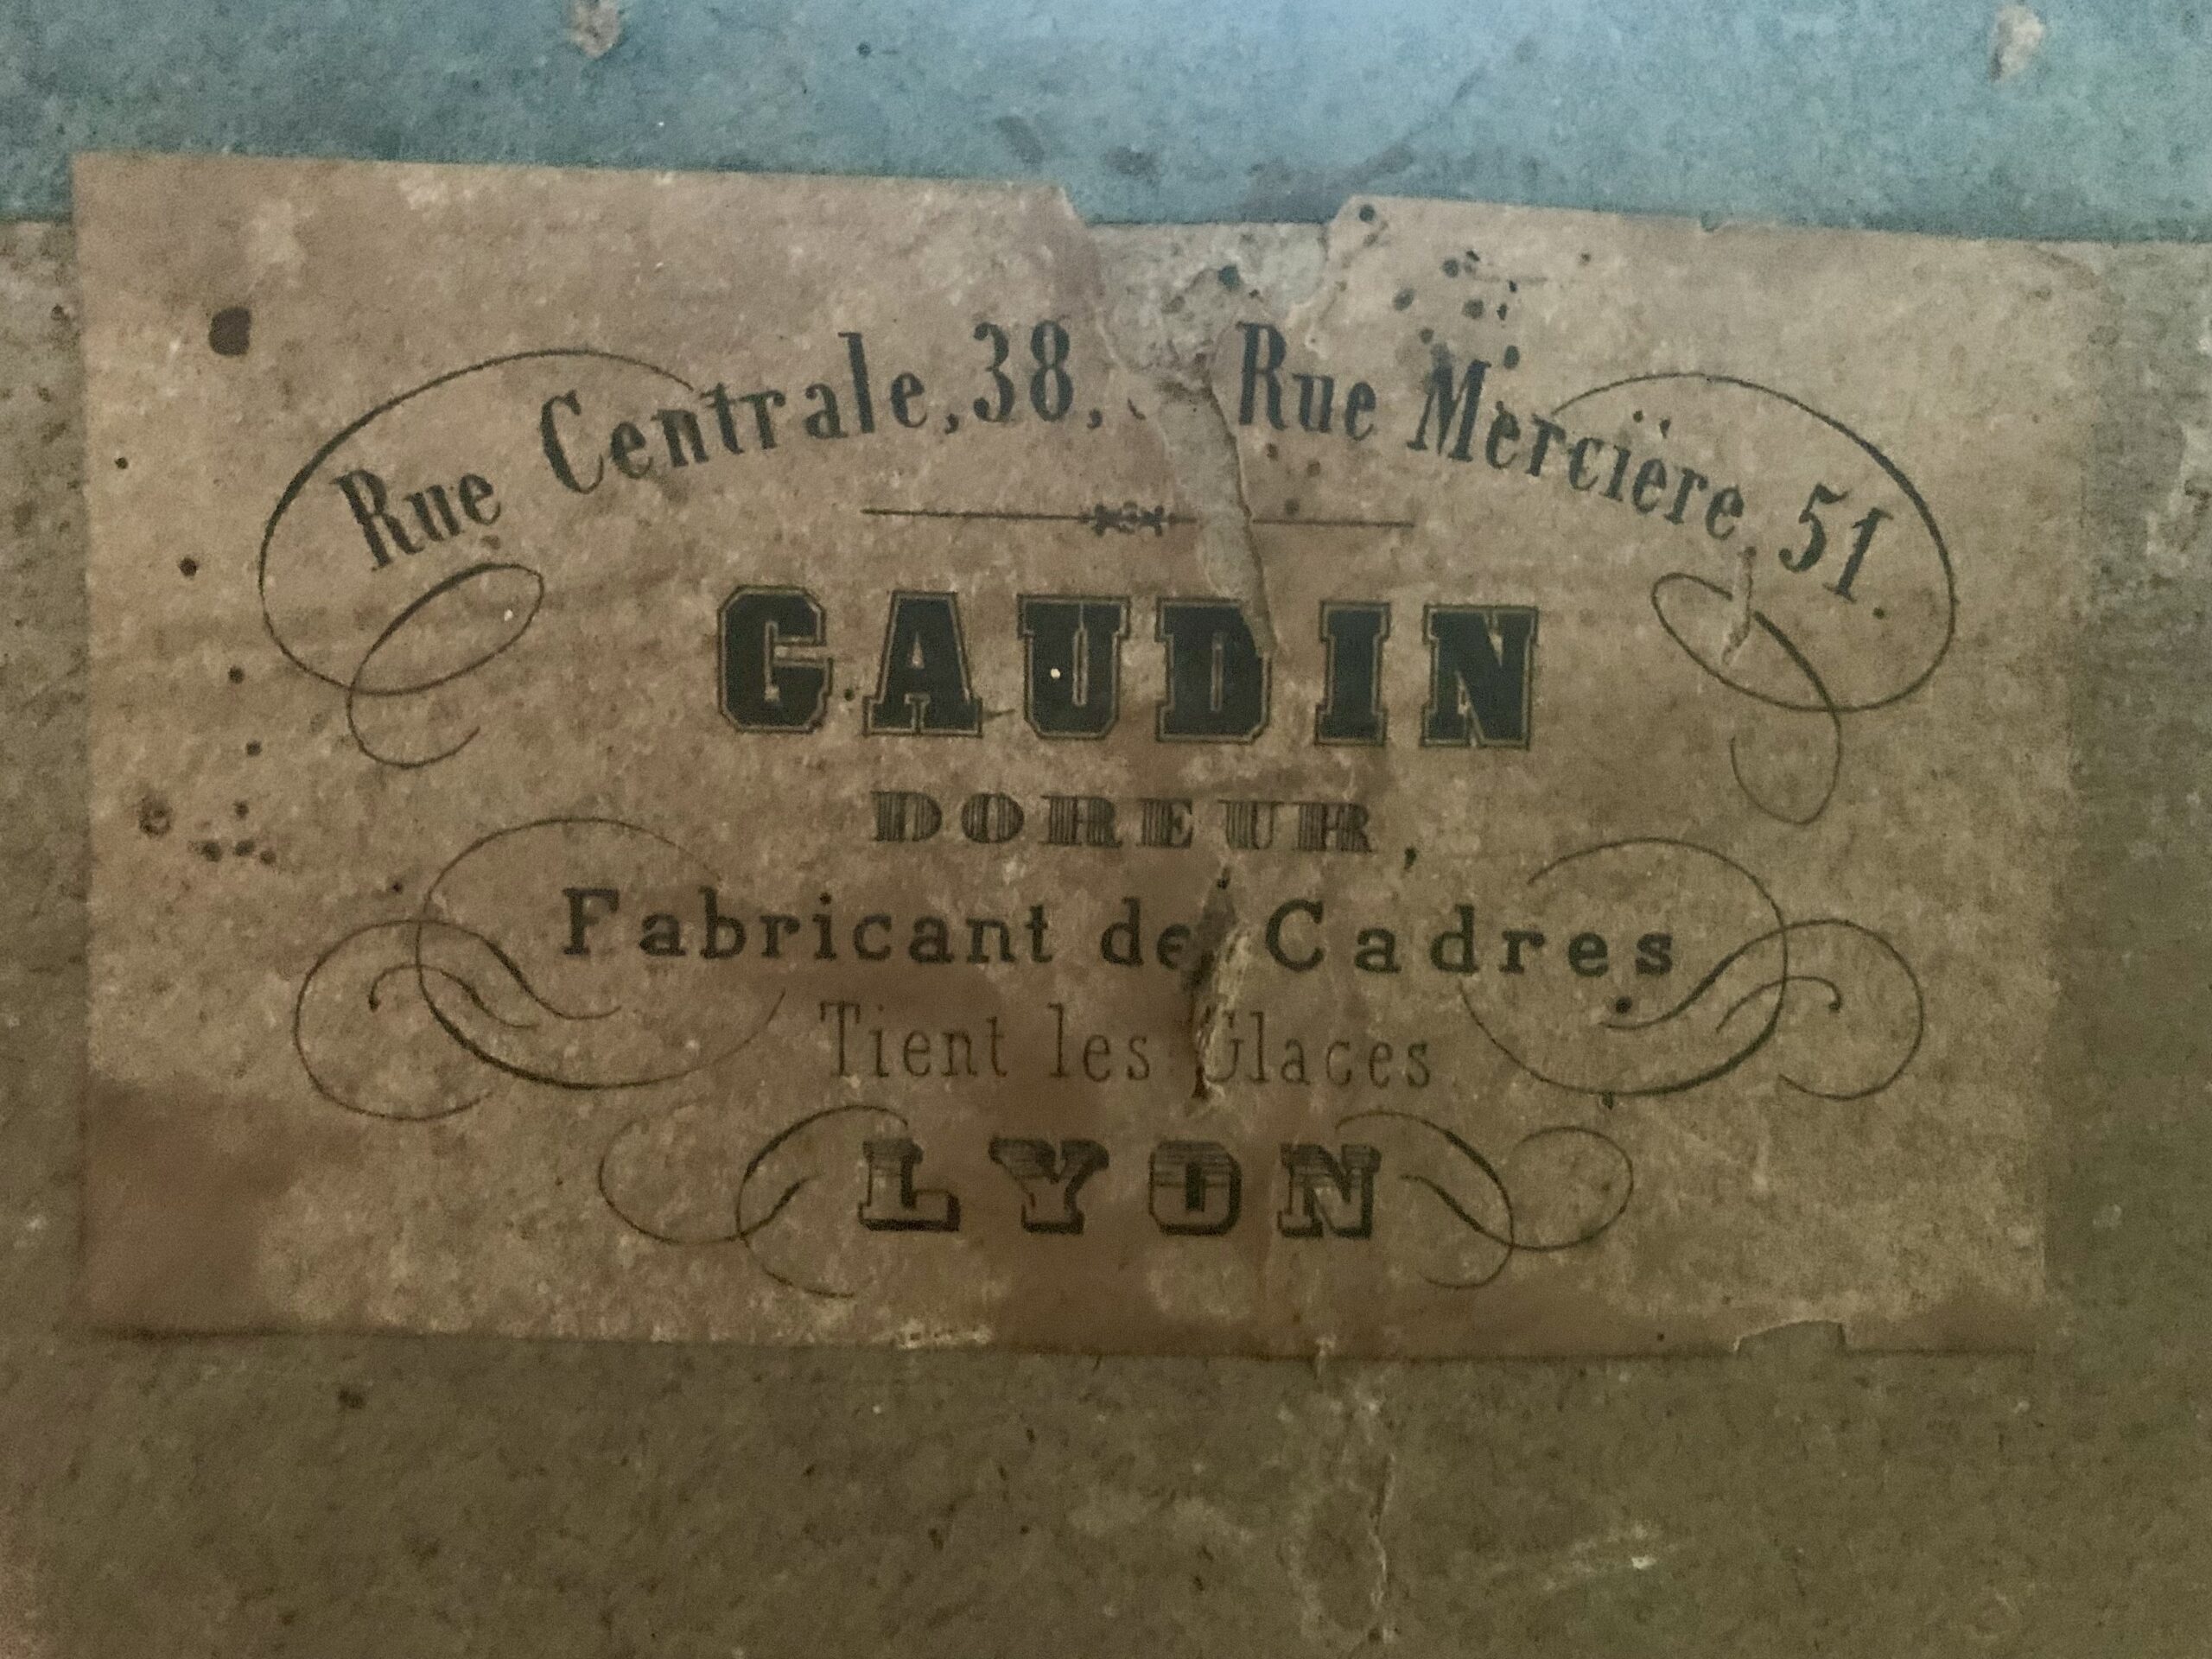 Rue Centrale, 38, Rue Mercière, 51.
GAUDIN
DOREUR,
Fabricant de Cadres
Tient les Glaces
LYON